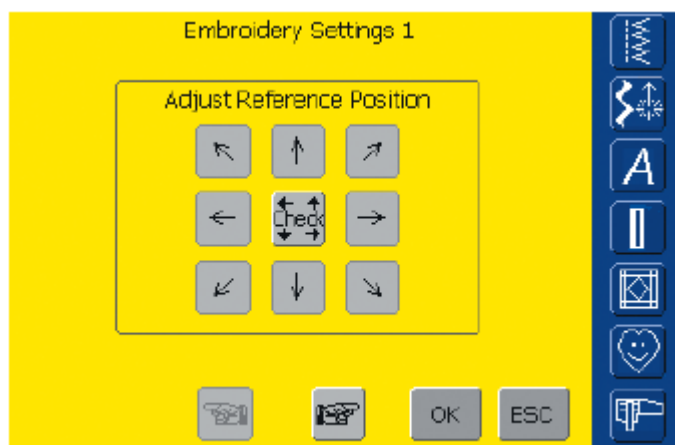 Embroidery Settings 1
Adjust Reference Position
Check
OK ESC
A